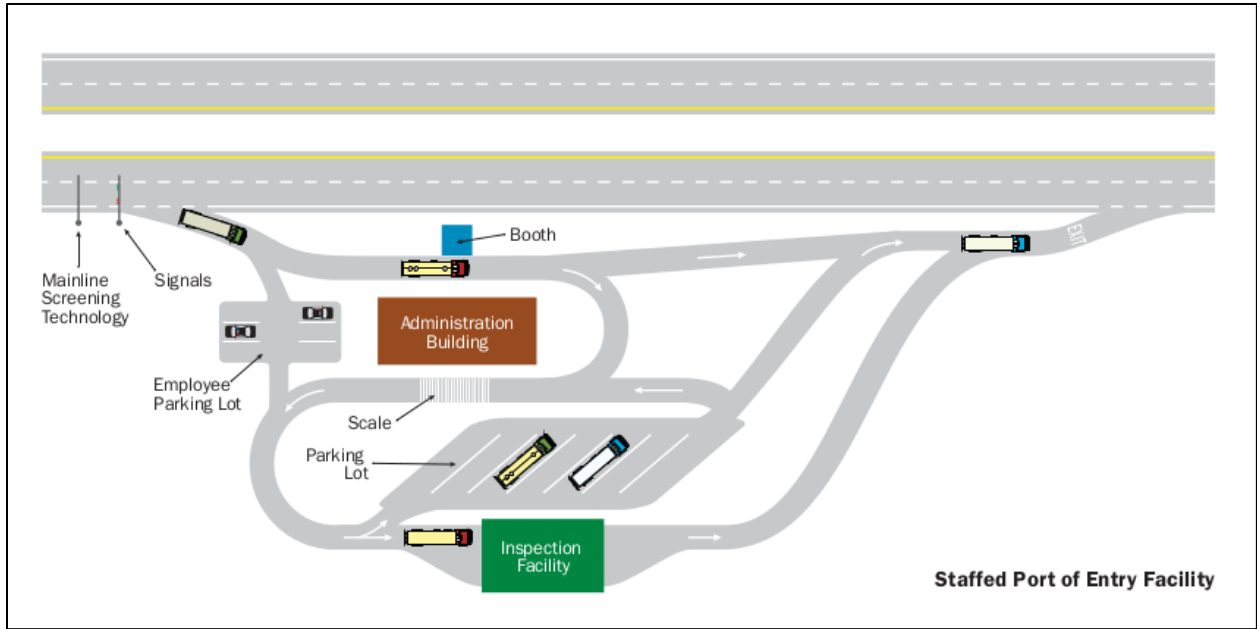 Booth
EXIT
Mainline
Screening
Technology
Signals
Administration
Building
Employee
Parking Lot
Scale
Parking
Lot
Inspection
Facility
Staffed Port of Entry Facility